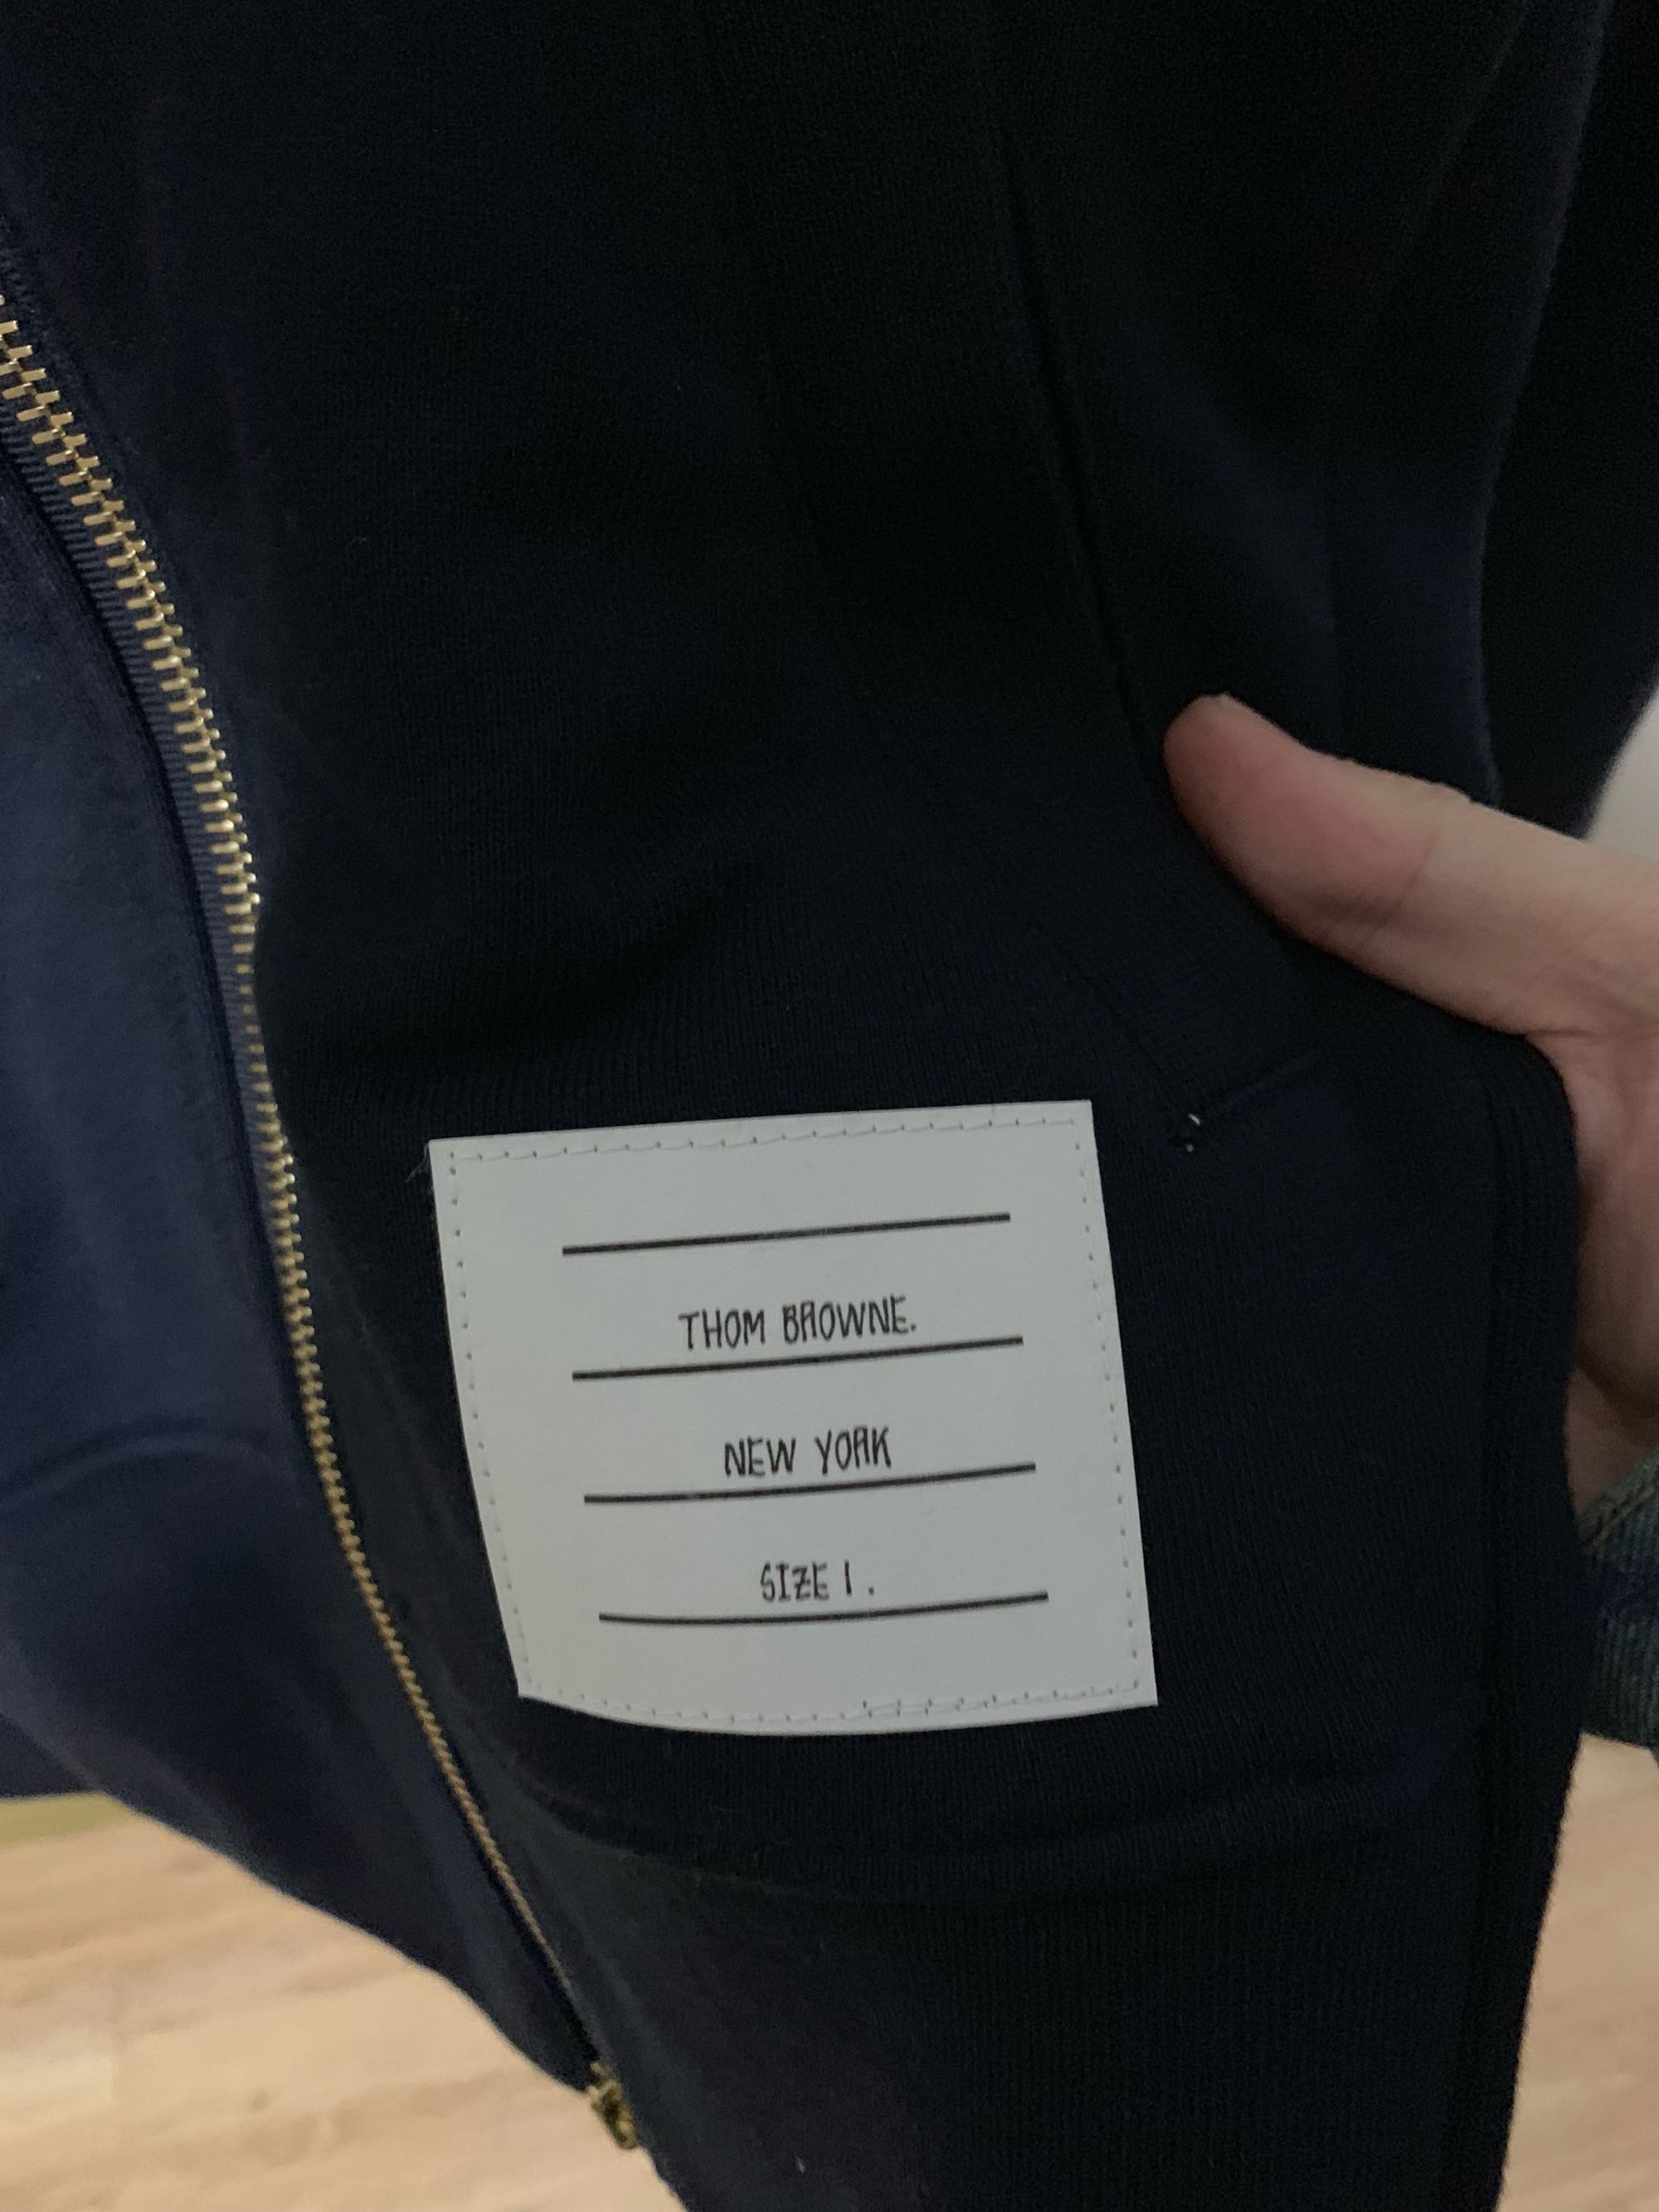 THOM BROWNE.
NEW YORK
SIZE 1.